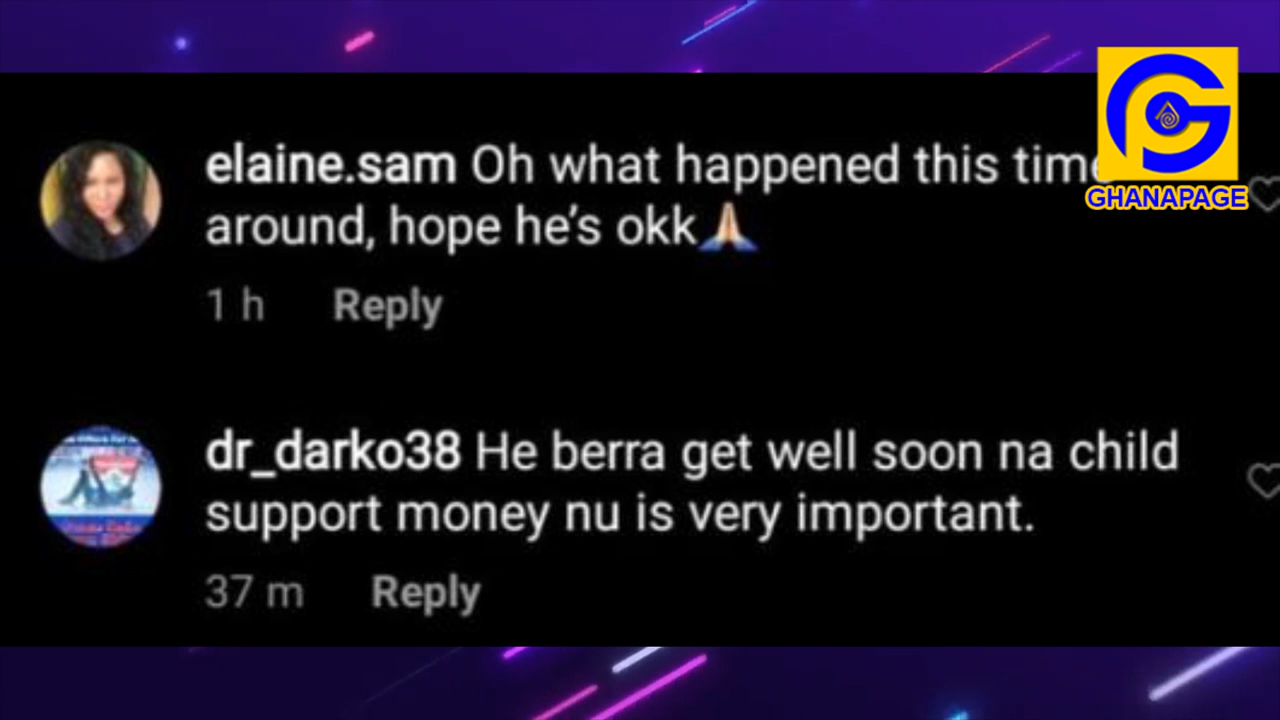 elaine.sam Oh what happened this time
around, hope he's okk🙏🏼
1 h Reply
GHANAPAGE
dr_darko38 He berra get well soon na child
support money nu is very important.
37 m Reply